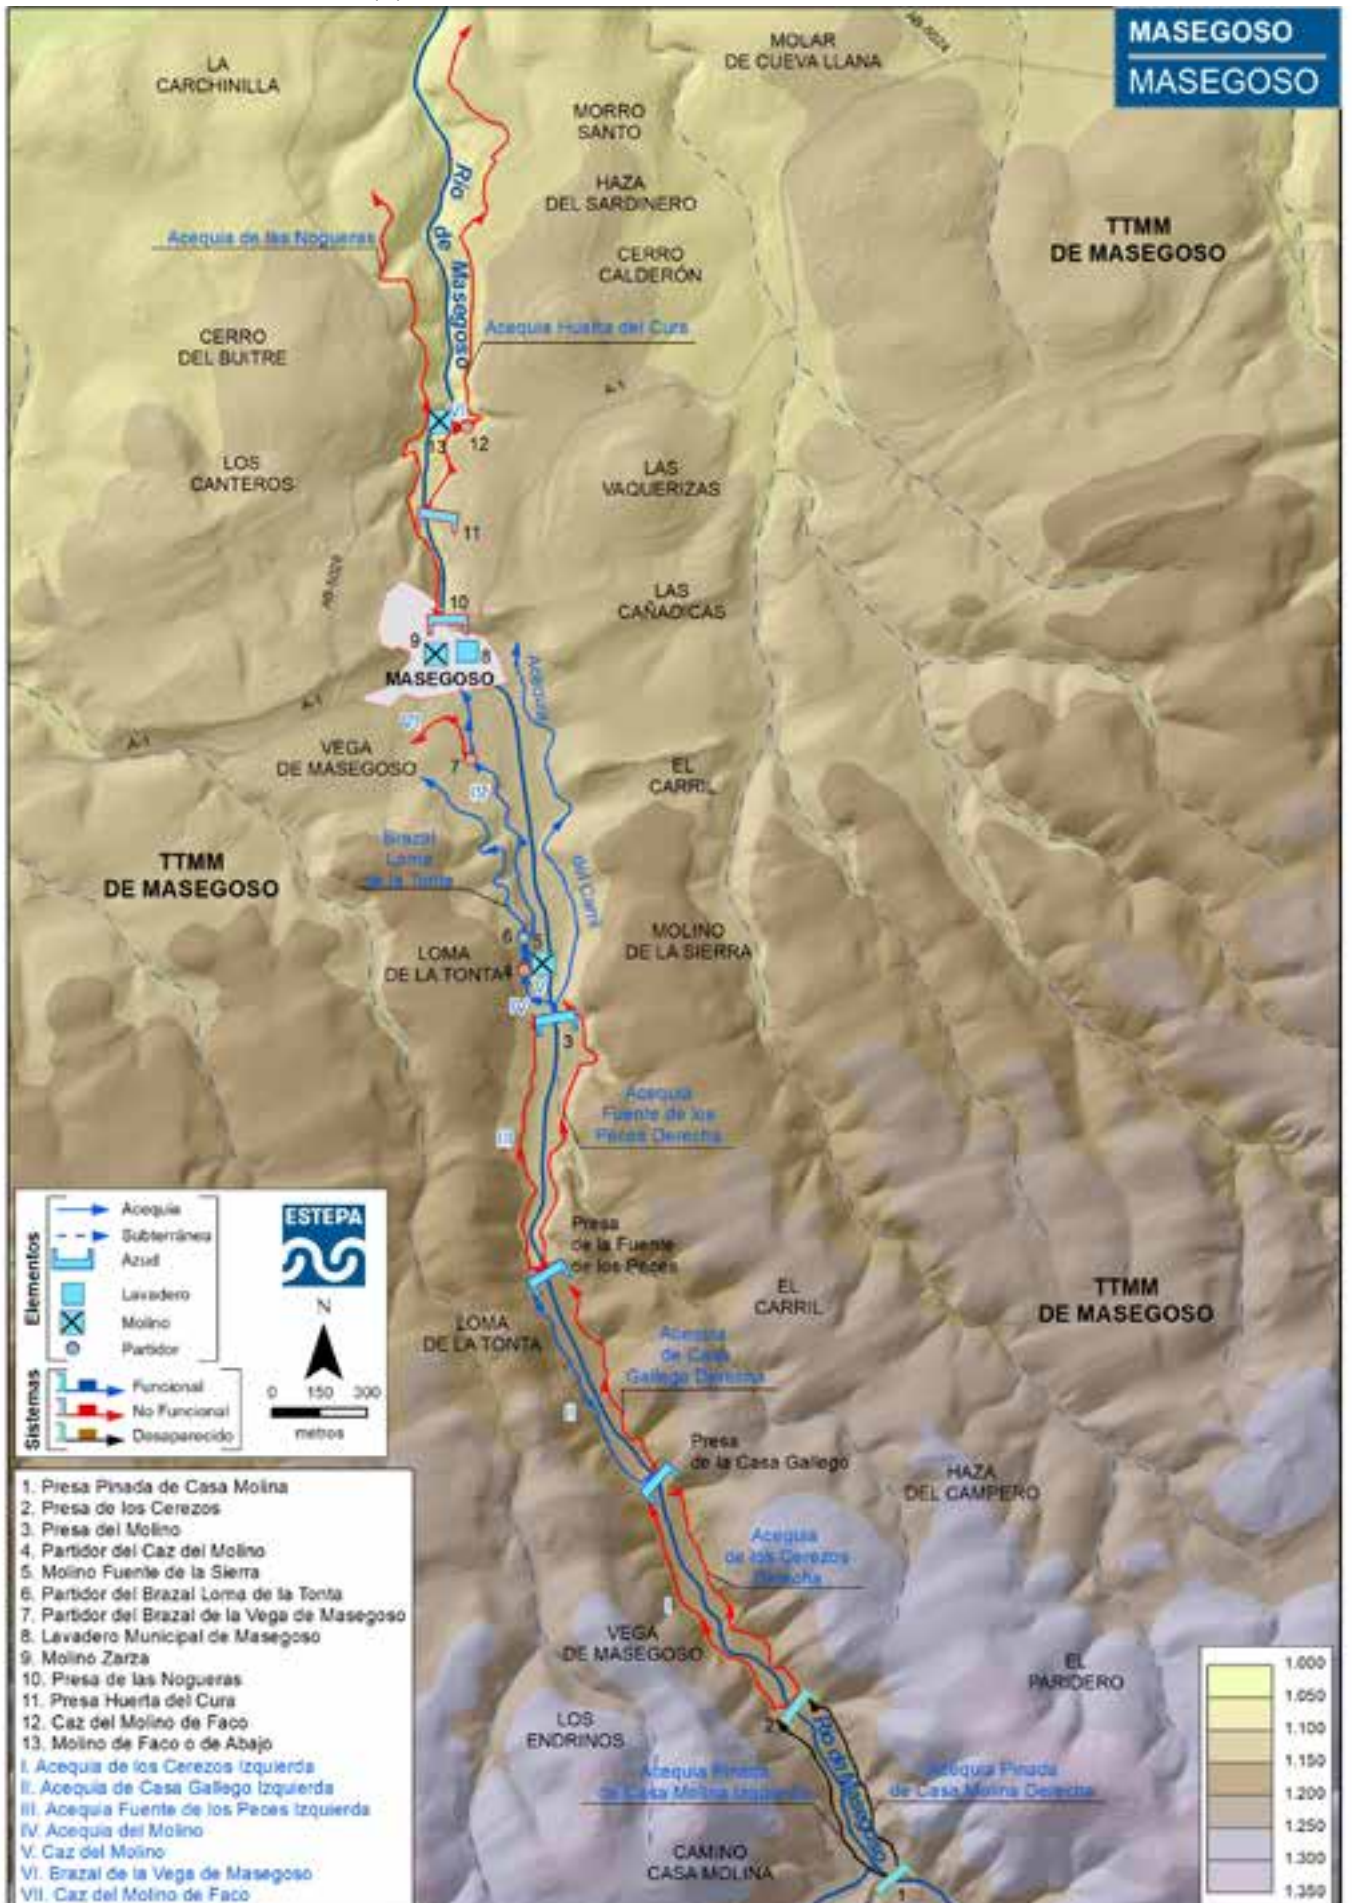 MASEGOSO
MASEGOSO
LA
CARCHINILLA
MOLAR
DE CUEVA LLANA
MORRO
SANTO
HAZA
DEL SARDINERO
Río
de
Masegoso
TTMM
DE MASEGOSO
Acequia de las Nogueras
CERRO
CALDERÓN
CERRO
DEL BUITRE
Acequia Huerta del Cura
A-1
13
12
LOS
CANTEROS
LAS
VAQUERIZAS
11
LAS
CAÑADICAS
10
9
8
MASEGOSO
Acequia
del Carril
A-1
A-1
VEGA
DE MASEGOSO
7
EL
CARRIL
Brazal
Loma
de la Tonta
TTMM
DE MASEGOSO
6
5
MOLINO
DE LA SIERRA
LOMA
DE LA TONTA
4
V
IV
3
Acequia
Fuente de los
Peces Derecha
III
Presa
de la Fuente
de los Peces
EL
CARRIL
TTMM
DE MASEGOSO
LOMA
DE LA TONTA
Acequia
de Casa
Gallego Derecha
Presa
de la Casa Gallego
HAZA
DEL CAMPERO
Acequia
de los Cerezos
Derecha
VEGA
DE MASEGOSO
EL
PARIDERO
2
LOS
ENDRINOS
Río de Masegoso
Acequia Pinada
de Casa Molina Izquierda
Acequia Pinada
de Casa Molina Derecha
CAMINO
CASA MOLINA
1
Elementos
Acequia
Subterránea
Azud
Lavadero
Molino
Partidor
Sistemas
Funcional
No Funcional
Desaparecido
ESTEPA
N
0 150 300
metros
1. Presa Pinada de Casa Molina
2. Presa de los Cerezos
3. Presa del Molino
4. Partidor del Caz del Molino
5. Molino Fuente de la Sierra
6. Partidor del Brazal Loma de la Tonta
7. Partidor del Brazal de la Vega de Masegoso
8. Lavadero Municipal de Masegoso
9. Molino Zarza
10. Presa de las Nogueras
11. Presa Huerta del Cura
12. Caz del Molino de Faco
13. Molino de Faco o de Abajo
I. Acequia de los Cerezos Izquierda
II. Acequia de Casa Gallego Izquierda
III. Acequia Fuente de los Peces Izquierda
IV. Acequia del Molino
V. Caz del Molino
VI. Brazal de la Vega de Masegoso
VII. Caz del Molino de Faco
1.000
1.050
1.100
1.150
1.200
1.250
1.300
1.350